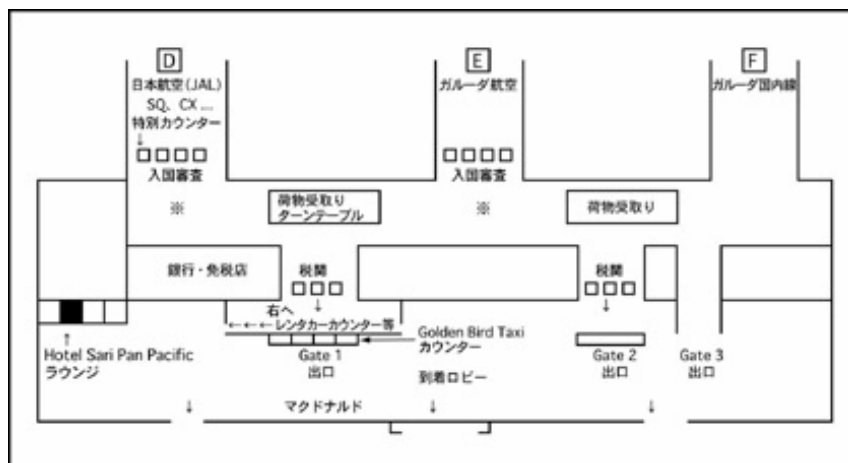 D
日本航空(JAL)
SQ、CX ...
特別カウンター
↓
入国審査
※
E
ガルーダ航空
入国審査
※
F
ガルーダ国内線
荷物受取り
ターンテーブル
荷物受取り
銀行・免税店
税関
↓
税関
↓
右へ
←←←レンタカーカウンター等
Golden Bird Taxi
カウンター
↑
Hotel Sari Pan Pacific
ラウンジ
Gate 1
出口
到着ロビー
Gate 2
出口
Gate 3
出口
↓
マクドナルド
↓
↓